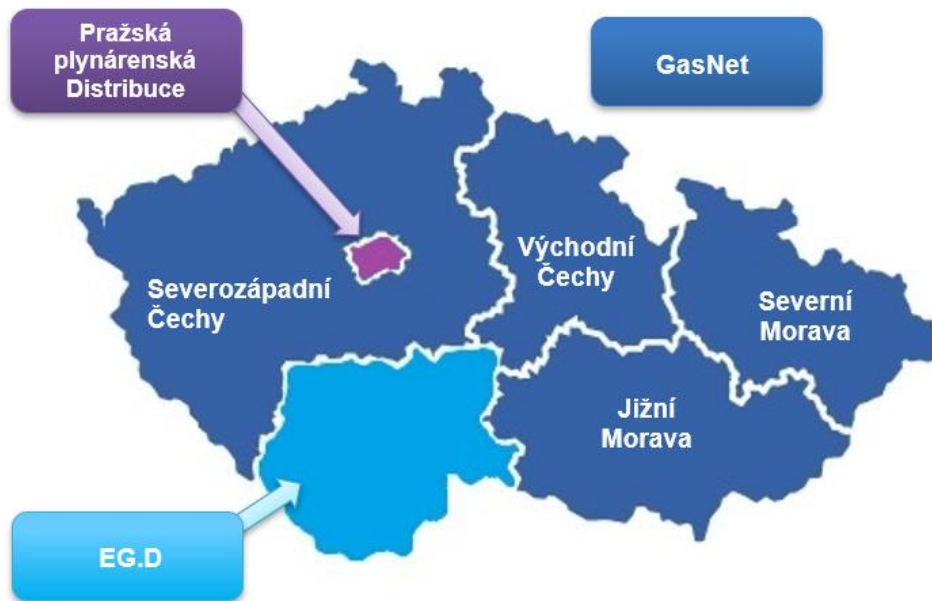 Pražská
plynárenská
Distribuce
GasNet
Východní
Čechy
Severozápadní
Čechy
Severní
Morava
Jižní
Morava
EG.D